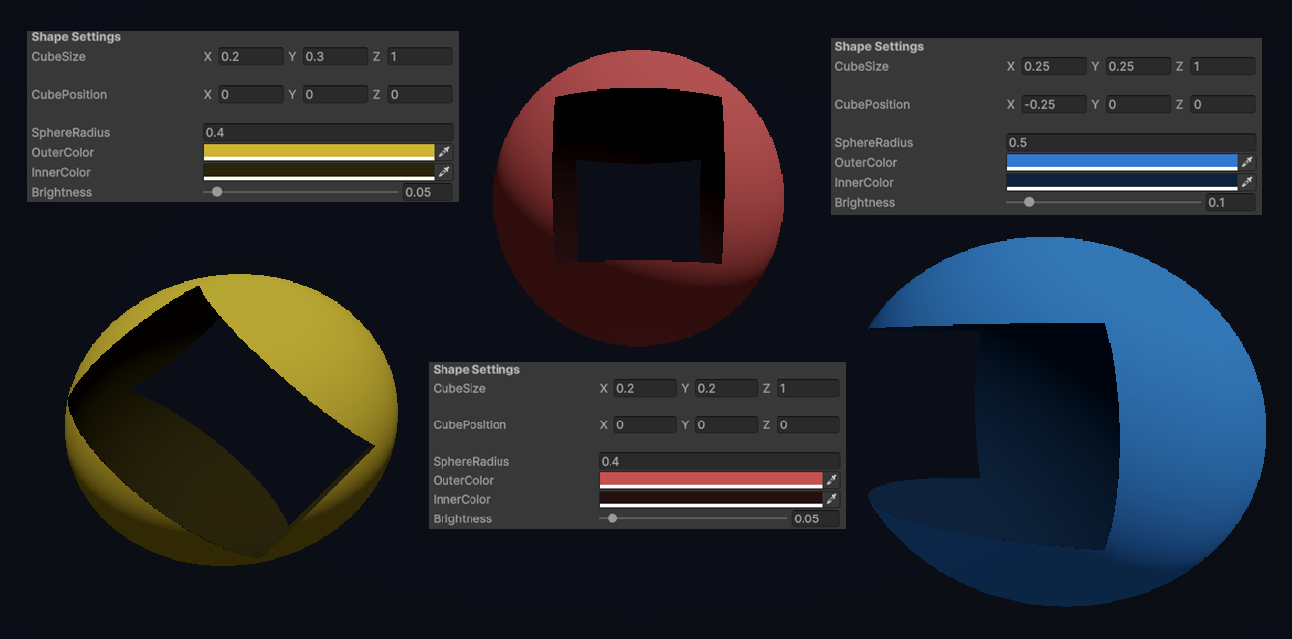 Shape Settings
CubeSize X 0.2 Y 0.3 Z 1
CubePosition X 0 Y 0 Z 0
SphereRadius 0.4
OuterColor
InnerColor
Brightness 0.05
Shape Settings
CubeSize X 0.25 Y 0.25 Z 1
CubePosition X -0.25 Y 0 Z 0
SphereRadius 0.5
OuterColor
InnerColor
Brightness 0.1
Shape Settings
CubeSize X 0.2 Y 0.2 Z 1
CubePosition X 0 Y 0 Z 0
SphereRadius 0.4
OuterColor
InnerColor
Brightness 0.05